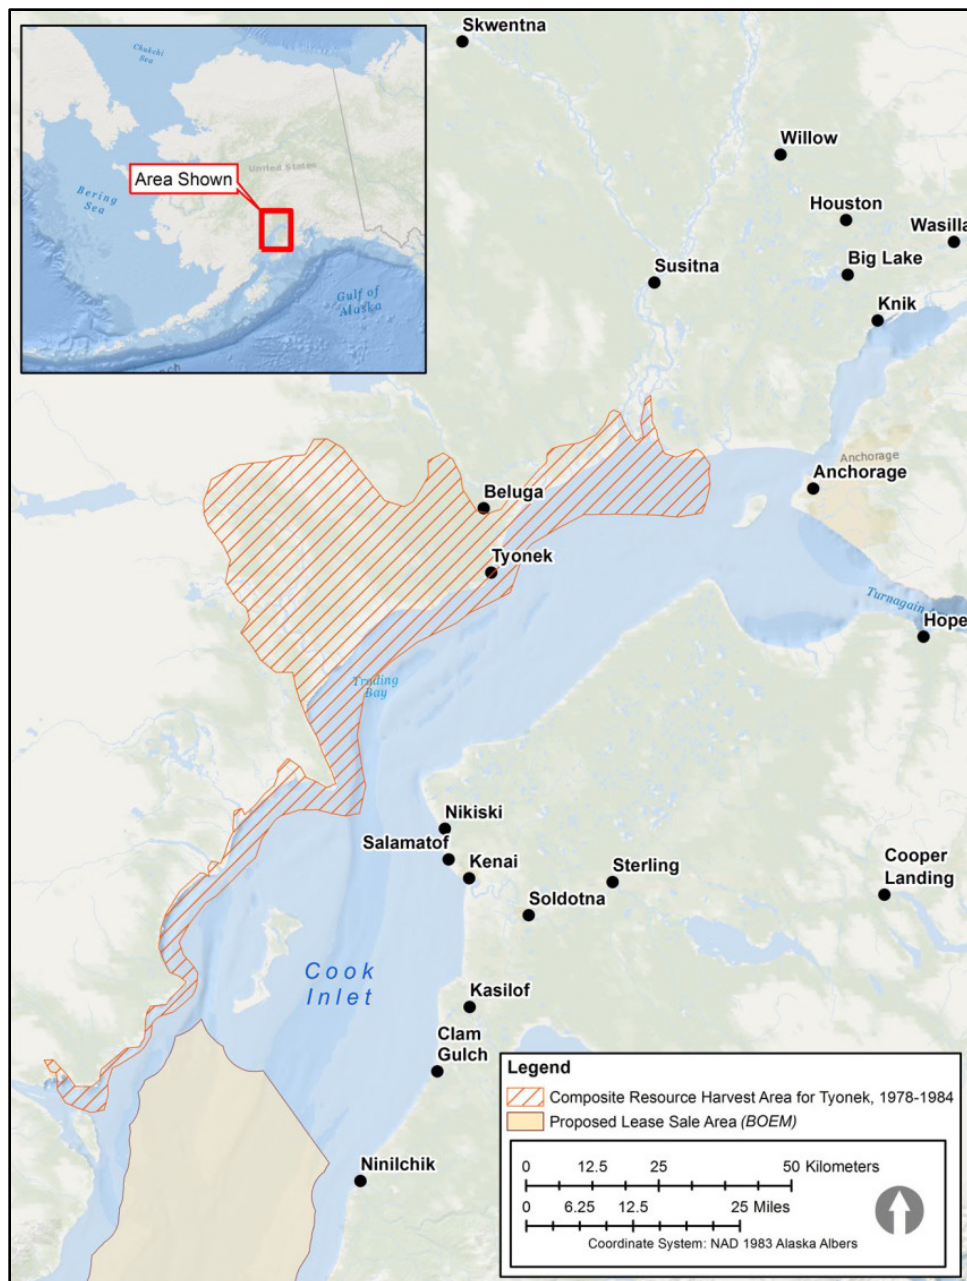 Skwentna
Chukchi
Sea
United States
Area Shown
Bering
Sea
Gulf of
Alaska
Willow
Houston
Wasilla
Big Lake
Susitna
Knik
Anchorage
Anchorage
Beluga
Tyonek
Turnagain
Hope
Trading
Bay
Nikiski
Salamatof
Kenai
Sterling
Cooper
Landing
Soldotna
Cook
Inlet
Kasilof
Clam
Gulch
Ninilchik
Legend
Composite Resource Harvest Area for Tyonek, 1978-1984
Proposed Lease Sale Area (BOEM)
0 12.5 25 50 Kilometers
0 6.25 12.5 25 Miles
Coordinate System: NAD 1983 Alaska Albers